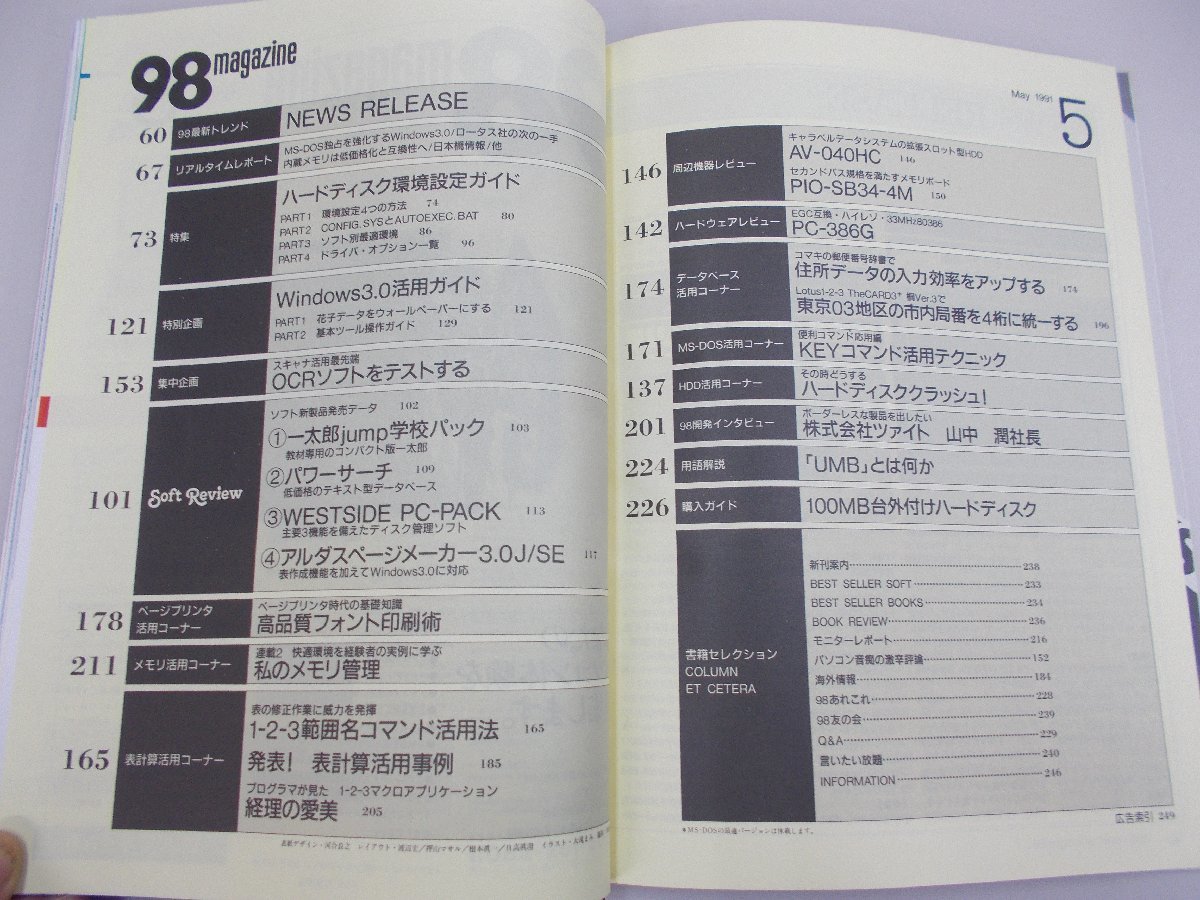 98magazine
60 98最新トレンド NEWS RELEASE
67 リアルタイムレポート MS-DOS独占を強化するWindows3.0/ロータス社の次の一手
内蔵メモリは低価格化と互換性へ/日本橋情報/他
73 特集 ハードディスク環境設定ガイド
PART1 環境設定4つの方法 74
PART2 CONFIG.SYSとAUTOEXEC.BAT 80
PART3 ソフト別最適環境 86
PART4 ドライバ・オプション一覧 96
121 特別企画 Windows3.0活用ガイド
PART1 花子データをウォールペーパーにする 121
PART2 基本ツール操作ガイド 129
153 集中企画 スキャナ活用最先端
OCRソフトをテストする
101 Soft Review ソフト新製品発売データ 102
①一太郎jump学校パック 103
教材専用のコンパクト版一太郎
②パワーサーチ 109
低価格のテキスト型データベース
③WESTSIDE PC-PACK 113
主要3機能を備えたディスク管理ソフト
④アルダスページメーカー3.0J/SE 117
表作成機能を加えてWindows3.0に対応
178 ページプリンタ活用コーナー ページプリンタ時代の基礎知識
高品質フォント印刷術
211 メモリ活用コーナー 連載2 快適環境を経験者の実例に学ぶ
私のメモリ管理
165 表計算活用コーナー 表の修正作業に威力を発揮
1-2-3範囲名コマンド活用法 165
発表! 表計算活用事例 185
プログラマが見た 1-2-3マクロアプリケーション
経理の愛美 205
May 1991 5
146 周辺機器レビュー キャラベルデータシステムの拡張スロット型HDD
AV-040HC 146
セカンドバス規格を満たすメモリボード
PIO-SB34-4M 150
142 ハードウェアレビュー EGC互換・ハイレゾ・33MHz80386
PC-386G
174 データベース活用コーナー コマキの郵便番号辞書で
住所データの入力効率をアップする 174
Lotus1-2-3 TheCARD3+ 桐Ver.3で
東京03地区の市内局番を4桁に統一する 196
171 MS-DOS活用コーナー 便利コマンド応用編
KEYコマンド活用テクニック
137 HDD活用コーナー その時どうする
ハードディスククラッシュ!
201 98開発インタビュー ボーダーレスな製品を出したい
株式会社ツァイト 山中 潤社長
224 用語解説 「UMB」とは何か
226 購入ガイド 100MB台外付けハードディスク
書籍セレクション
COLUMN
ET CETERA
新刊案内 238
BEST SELLER SOFT 233
BEST SELLER BOOKS 234
BOOK REVIEW 236
モニターレポート 216
パソコン音痴の激辛評論 152
海外情報 184
98あれこれ 228
98友の会 239
Q&A 229
言いたい放題 240
INFORMATION 246
広告索引 249
*MS-DOSの最適バージョンは休載します。